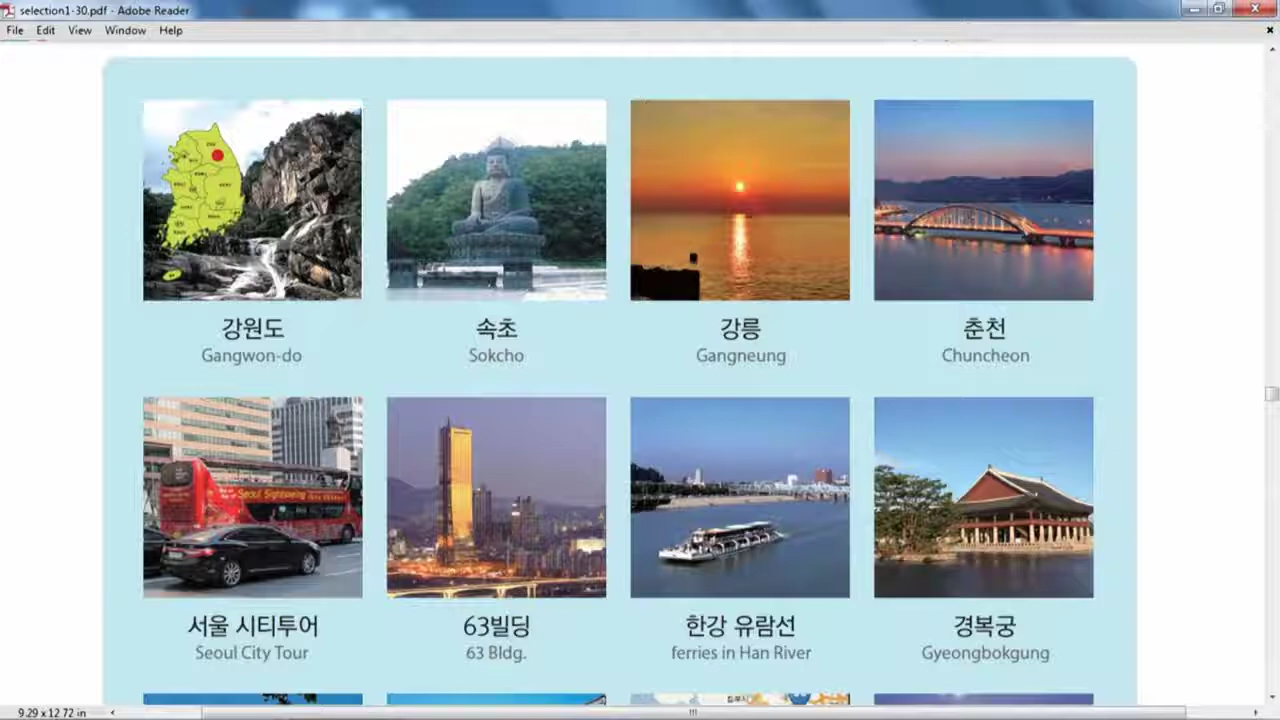 selection1-30.pdf - Adobe Reader
File Edit View Window Help
강원도 속초 강릉 춘천
Gangwon-do Sokcho Gangneung Chuncheon
Seoul Sightseeing
서울 시티투어 63빌딩 한강 유람선 경복궁
Seoul City Tour 63 Bldg. ferries in Han River Gyeongbokgung
9.29 x 12.72 in